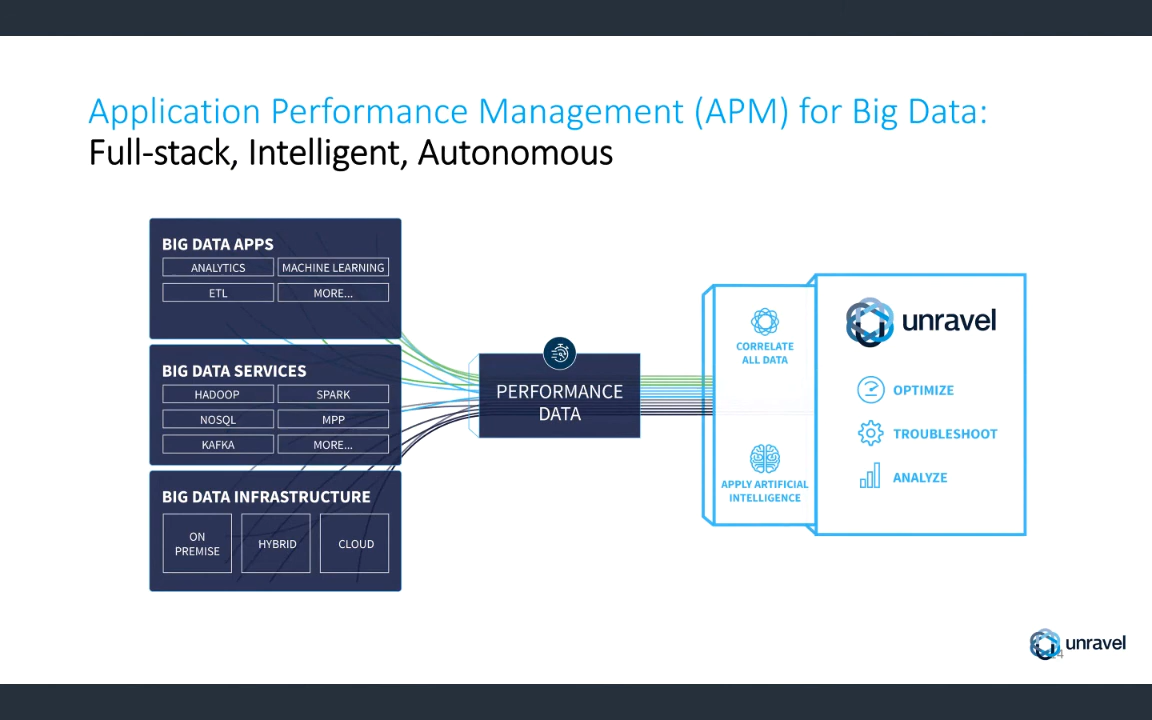 Application Performance Management (APM) for Big Data:
Full-stack, Intelligent, Autonomous
BIG DATA APPS
ANALYTICS
MACHINE LEARNING
ETL
MORE...
BIG DATA SERVICES
HADOOP
SPARK
NOSQL
MPP
KAFKA
MORE...
BIG DATA INFRASTRUCTURE
ON
PREMISE
HYBRID
CLOUD
PERFORMANCE
DATA
CORRELATE
ALL DATA
APPLY ARTIFICIAL
INTELLIGENCE
unravel
OPTIMIZE
TROUBLESHOOT
ANALYZE
unravel